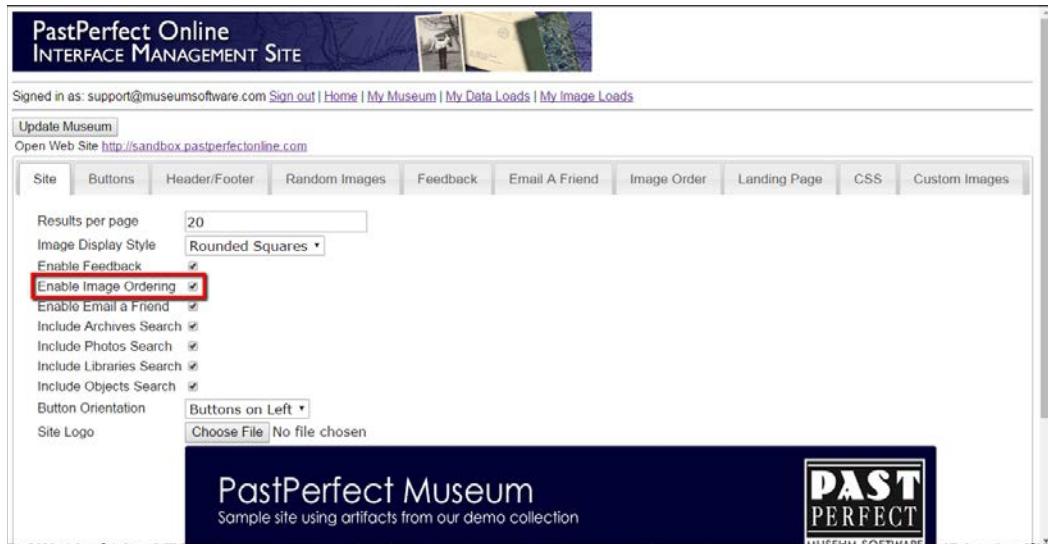 PastPerfect Online
INTERFACE MANAGEMENT SITE
Signed in as: support@museumsoftware.com Sign out | Home | My Museum | My Data Loads | My Image Loads
Update Museum
Open Web Site http://sandbox.pastperfectonline.com
Site Buttons Header/Footer Random Images Feedback Email A Friend Image Order Landing Page CSS Custom Images
Results per page 20
Image Display Style Rounded Squares
Enable Feedback
Enable Image Ordering
Enable Email a Friend
Include Archives Search
Include Photos Search
Include Libraries Search
Include Objects Search
Button Orientation Buttons on Left
Site Logo Choose File No file chosen
PastPerfect Museum
Sample site using artifacts from our demo collection
PAST
PERFECT
MUSEUM SOFTWARE